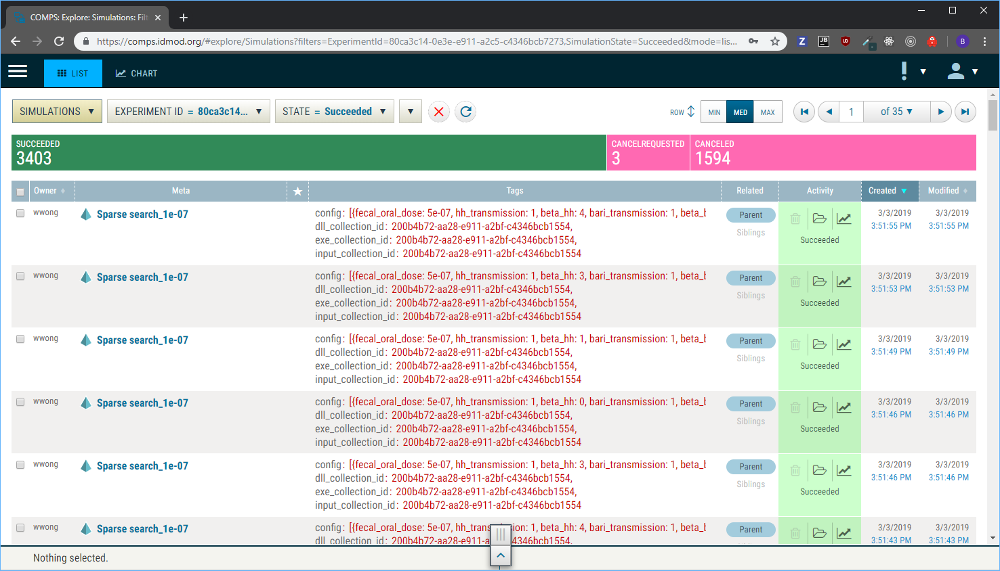 COMPS: Explore: Simulations: Filt
https://comps.idmod.org/#explore/Simulations?filters=ExperimentId=80ca3c14-0e3e-e911-a2c5-c4346bcb7273,SimulationState=Succeeded&mode=lis...
Z
JB
UD
B
LIST
CHART
SIMULATIONS
EXPERIMENT ID = 80ca3c14...
STATE = Succeeded
ROW
MIN
MED
MAX
1
of 35
SUCCEEDED
3403
CANCELREQUESTED
3
CANCELED
1594
Owner
Meta
Tags
Related
Activity
Created
Modified
wwong
Sparse search_1e-07
config: [{fecal_oral_dose: 5e-07, hh_transmission: 1, beta_hh: 4, bari_transmission: 1, beta_b
dll_collection_id: 200b4b72-aa28-e911-a2bf-c4346bcb1554,
exe_collection_id: 200b4b72-aa28-e911-a2bf-c4346bcb1554,
input_collection_id: 200b4b72-aa28-e911-a2bf-c4346bcb1554
Parent
Siblings
Succeeded
3/3/2019
3:51:55 PM
3/3/2019
3:51:55 PM
wwong
Sparse search_1e-07
config: [{fecal_oral_dose: 5e-07, hh_transmission: 1, beta_hh: 3, bari_transmission: 1, beta_b
dll_collection_id: 200b4b72-aa28-e911-a2bf-c4346bcb1554,
exe_collection_id: 200b4b72-aa28-e911-a2bf-c4346bcb1554,
input_collection_id: 200b4b72-aa28-e911-a2bf-c4346bcb1554
Parent
Siblings
Succeeded
3/3/2019
3:51:53 PM
3/3/2019
3:51:53 PM
wwong
Sparse search_1e-07
config: [{fecal_oral_dose: 5e-07, hh_transmission: 1, beta_hh: 1, bari_transmission: 1, beta_b
dll_collection_id: 200b4b72-aa28-e911-a2bf-c4346bcb1554,
exe_collection_id: 200b4b72-aa28-e911-a2bf-c4346bcb1554,
input_collection_id: 200b4b72-aa28-e911-a2bf-c4346bcb1554
Parent
Siblings
Succeeded
3/3/2019
3:51:49 PM
3/3/2019
3:51:49 PM
wwong
Sparse search_1e-07
config: [{fecal_oral_dose: 5e-07, hh_transmission: 1, beta_hh: 0, bari_transmission: 1, beta_b
dll_collection_id: 200b4b72-aa28-e911-a2bf-c4346bcb1554,
exe_collection_id: 200b4b72-aa28-e911-a2bf-c4346bcb1554,
input_collection_id: 200b4b72-aa28-e911-a2bf-c4346bcb1554
Parent
Siblings
Succeeded
3/3/2019
3:51:46 PM
3/3/2019
3:51:46 PM
wwong
Sparse search_1e-07
config: [{fecal_oral_dose: 5e-07, hh_transmission: 1, beta_hh: 3, bari_transmission: 1, beta_b
dll_collection_id: 200b4b72-aa28-e911-a2bf-c4346bcb1554,
exe_collection_id: 200b4b72-aa28-e911-a2bf-c4346bcb1554,
input_collection_id: 200b4b72-aa28-e911-a2bf-c4346bcb1554
Parent
Siblings
Succeeded
3/3/2019
3:51:46 PM
3/3/2019
3:51:46 PM
wwong
Sparse search_1e-07
config: [{fecal_oral_dose: 5e-07, hh_transmission: 1, beta_hh: 4, bari_transmission: 1, beta_b
dll_collection_id: 200b4b72-aa28-e911-a2bf-c4346bcb1554,
Parent
3/3/2019
3:51:43 PM
3/3/2019
3:51:43 PM
Nothing selected.